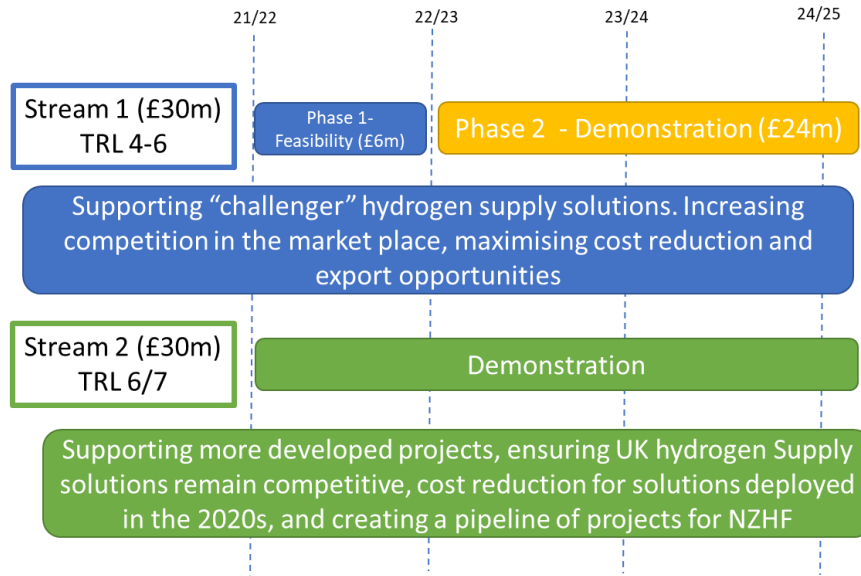 21/22
22/23
23/24
24/25
Stream 1 (£30m)
TRL 4-6
Phase 1-
Feasibility (£6m)
Phase 2  - Demonstration (£24m)
Supporting “challenger” hydrogen supply solutions. Increasing
competition in the market place, maximising cost reduction and
export opportunities
Stream 2 (£30m)
TRL 6/7
Demonstration
Supporting more developed projects, ensuring UK hydrogen Supply
solutions remain competitive, cost reduction for solutions deployed
in the 2020s, and creating a pipeline of projects for NZHF